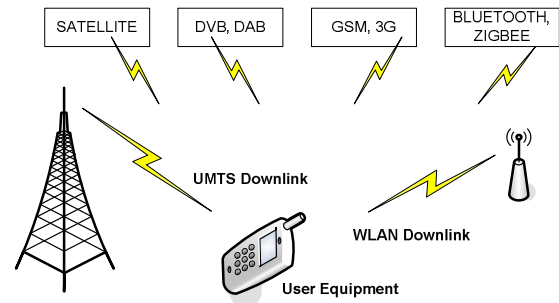 SATELLITE
DVB, DAB
GSM, 3G
BLUETOOTH,
ZIGBEE
UMTS Downlink
WLAN Downlink
User Equipment